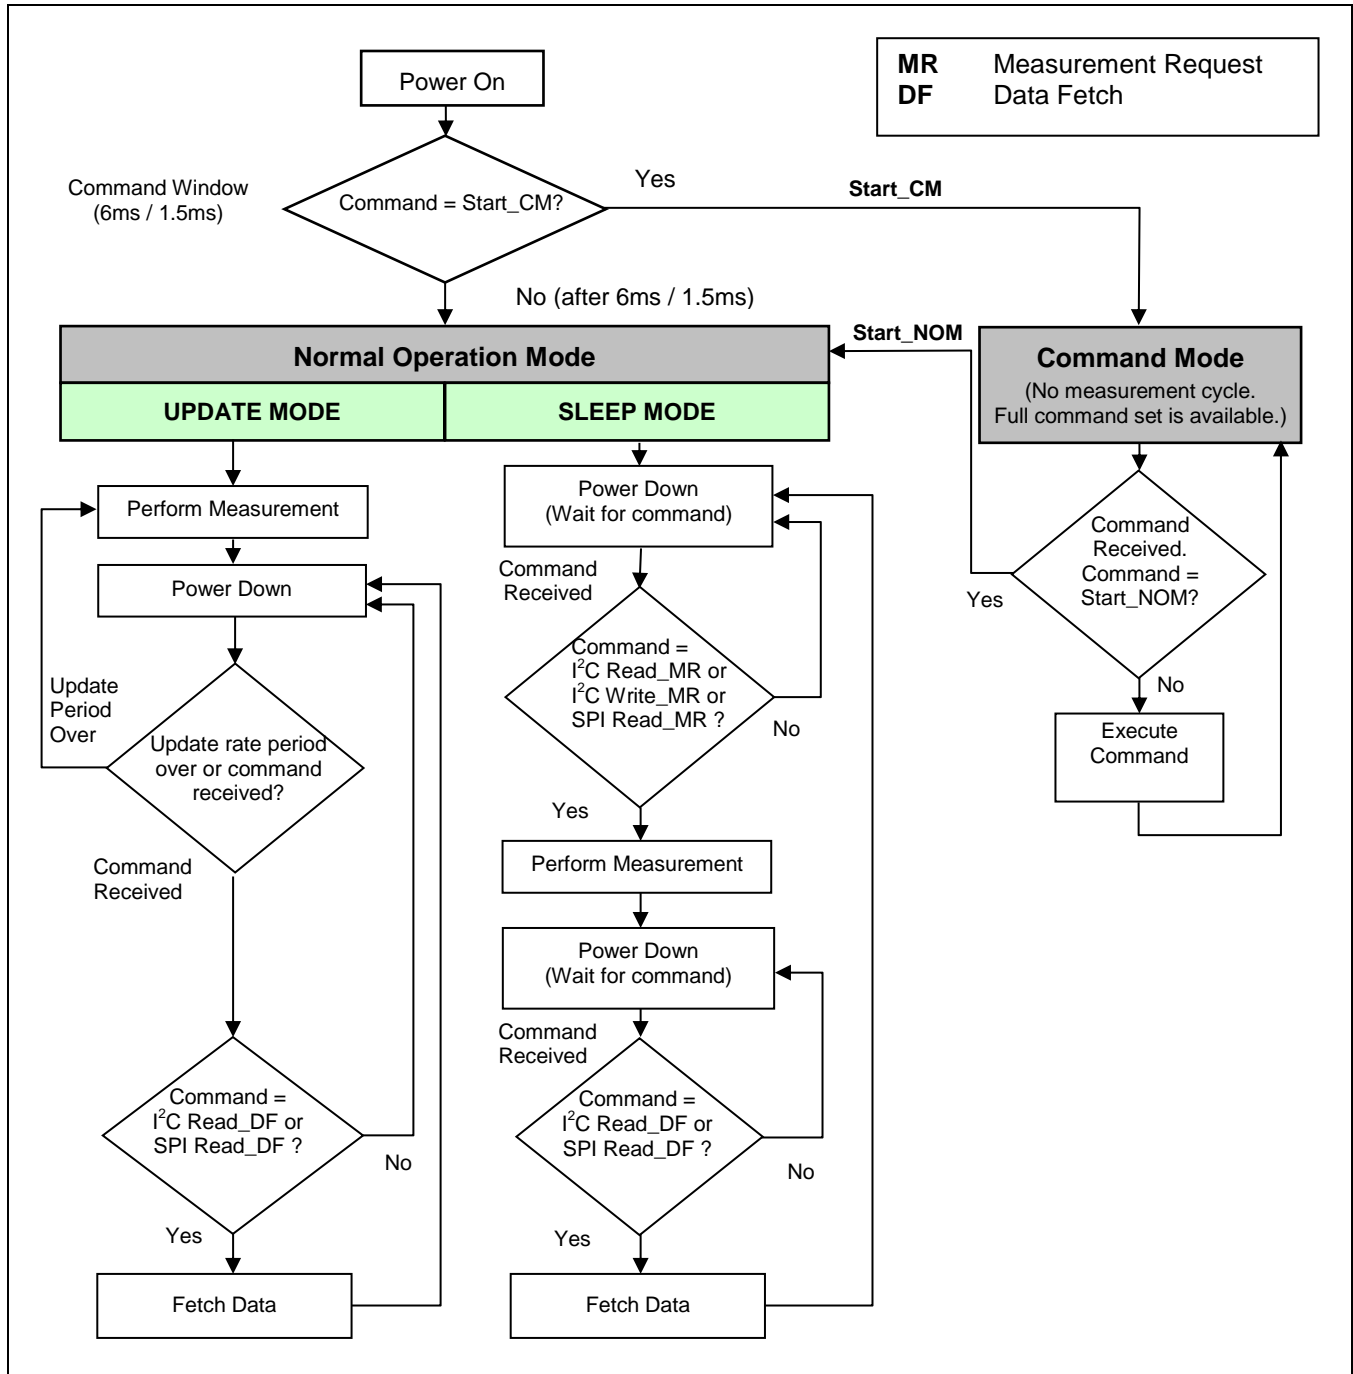 Power On
MR Measurement Request
DF Data Fetch
Command Window
(6ms / 1.5ms)
Command = Start_CM?
Yes
Start_CM
No (after 6ms / 1.5ms)
Normal Operation Mode
UPDATE MODE
SLEEP MODE
Start_NOM
Command Mode
(No measurement cycle.
Full command set is available.)
Perform Measurement
Power Down
Update
Period
Over
Update rate period
over or command
received?
Command
Received
Command =
I²C Read_DF or
SPI Read_DF ?
No
Yes
Fetch Data
Power Down
(Wait for command)
Command
Received
Command =
I²C Read_MR or
I²C Write_MR or
SPI Read_MR ?
No
Yes
Perform Measurement
Power Down
(Wait for command)
Command
Received
Command =
I²C Read_DF or
SPI Read_DF ?
No
Yes
Fetch Data
Command
Received.
Command =
Start_NOM?
Yes
No
Execute
Command